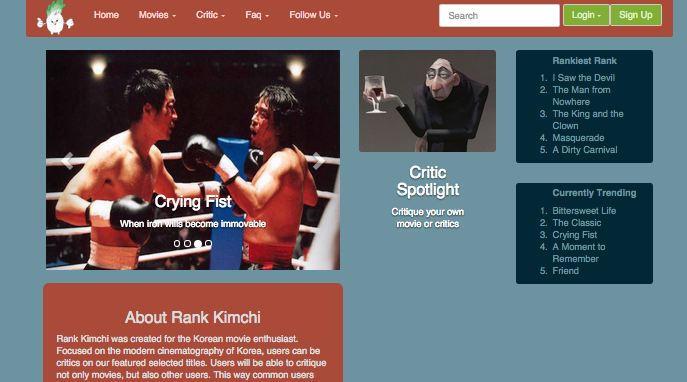 Home
Movies
Critic
Faq
Follow Us
Search
Login
Sign Up
Crying Fist
When iron wills become immovable
Critic
Spotlight
Critique your own
movie or critics
Rankiest Rank
1. I Saw the Devil
2. The Man from
Nowhere
3. The King and the
Clown
4. Masquerade
5. A Dirty Carnival
Currently Trending
1. Bittersweet Life
2. The Classic
3. Crying Fist
4. A Moment to
Remember
5. Friend
About Rank Kimchi
Rank Kimchi was created for the Korean movie enthusiast.
Focused on the modern cinematography of Korea, users can be
critics on our featured selected titles. Users will be able to critique
not only movies, but also other users. This way common users